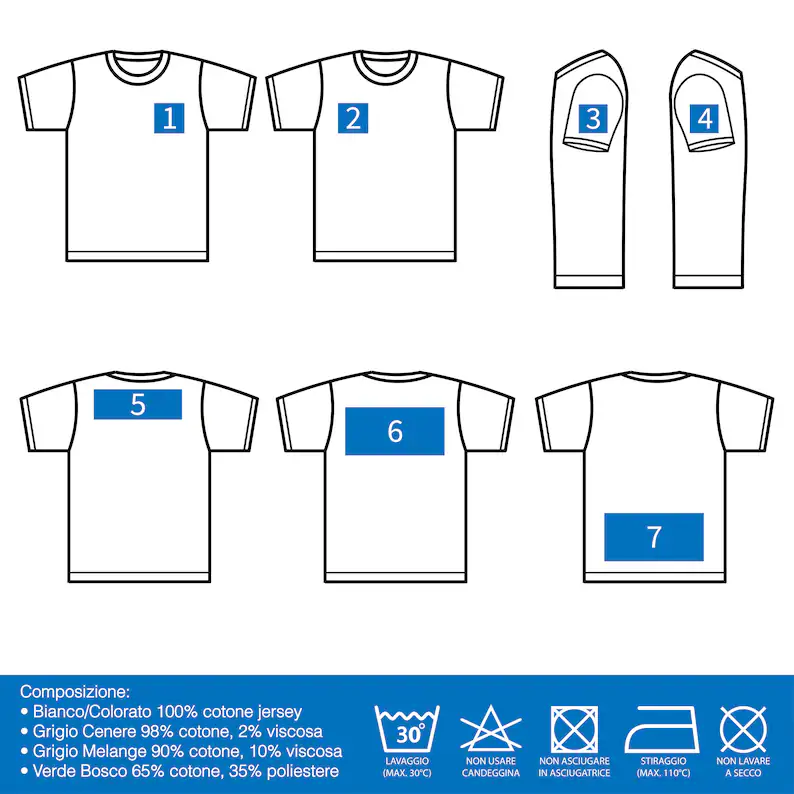 1
2
3
4
5
6
7
Composizione:
• Bianco/Colorato 100% cotone jersey
• Grigio Cenere 98% cotone, 2% viscosa
• Grigio Melange 90% cotone, 10% viscosa
• Verde Bosco 65% cotone, 35% poliestere
30°
LAVAGGIO
(MAX. 30°C)
NON USARE
CANDEGGINA
NON ASCIUGARE
IN ASCIUGATRICE
STIRAGGIO
(MAX. 110°C)
NON LAVARE
A SECCO